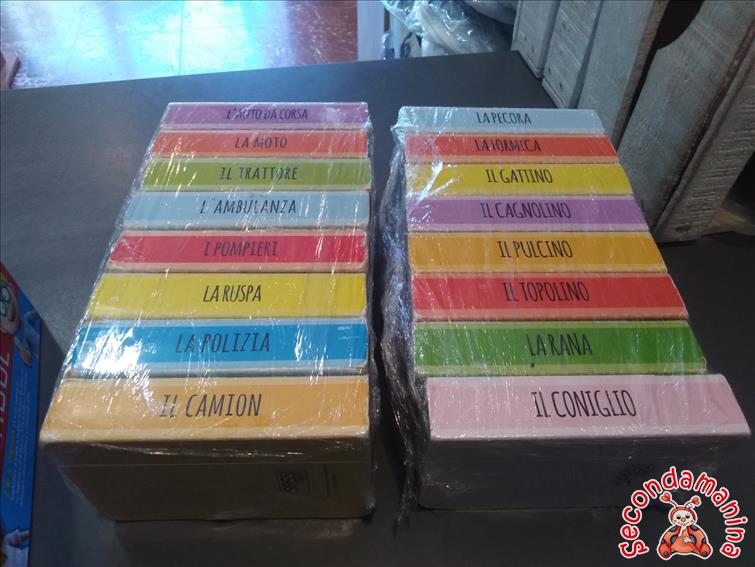 L'AUTO DA CORSA
LA MOTO
IL TRATTORE
L'AMBULANZA
I POMPIERI
LA RUSPA
LA POLIZIA
IL CAMION
SASSI
LA PECORA
LA FORMICA
IL GATTINO
IL CAGNOLINO
IL PULCINO
IL TOPOLINO
LA RANA
IL CONIGLIO
secondamanina